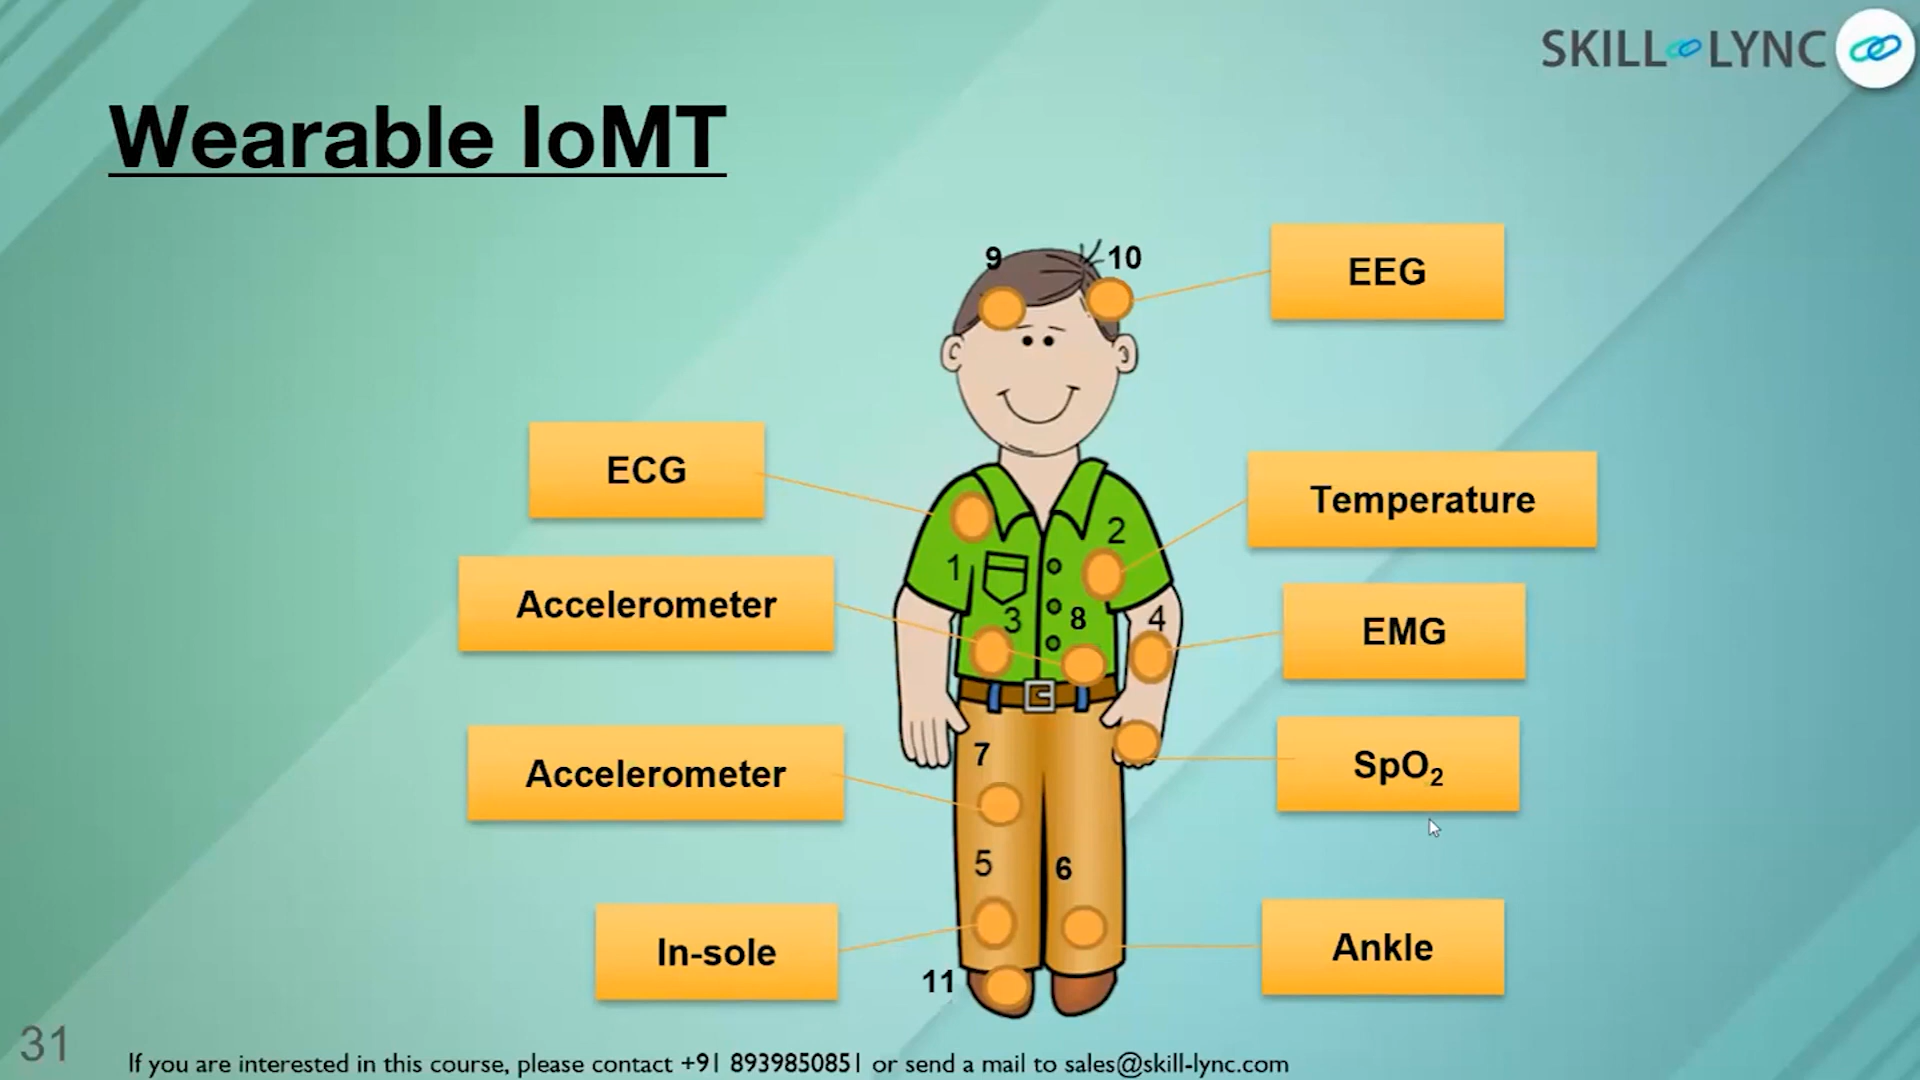 SKILL LYNC
Wearable IoMT
9
10
EEG
ECG
Temperature
2
1
Accelerometer
3
8
4
EMG
Accelerometer
7
SpO₂
5
6
In-sole
Ankle
11
31
If you are interested in this course, please contact +91 8939850851 or send a mail to sales@skill-lync.com